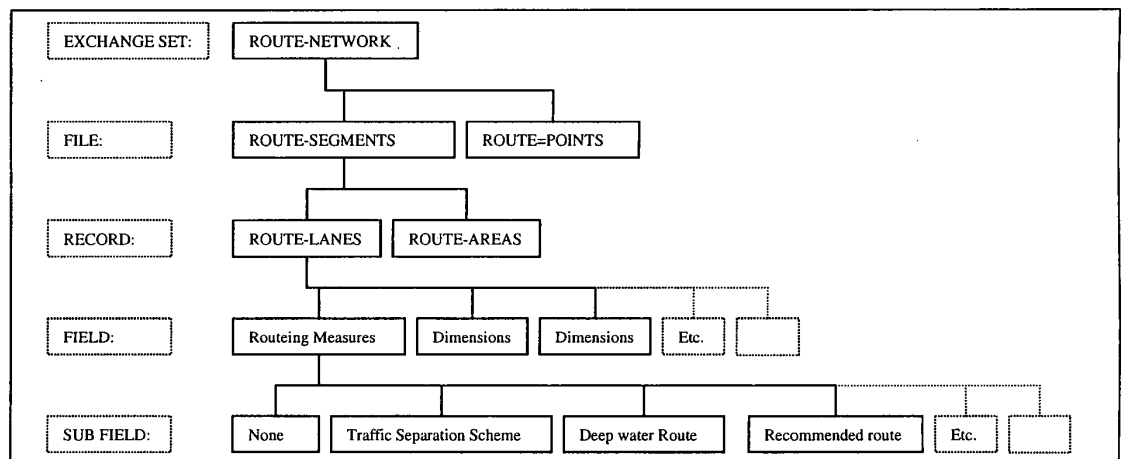 EXCHANGE SET: ROUTE-NETWORK
FILE: ROUTE-SEGMENTS ROUTE=POINTS
RECORD: ROUTE-LANES ROUTE-AREAS
FIELD: Routeing Measures Dimensions Dimensions Etc.
SUB FIELD: None Traffic Separation Scheme Deep water Route Recommended route Etc.